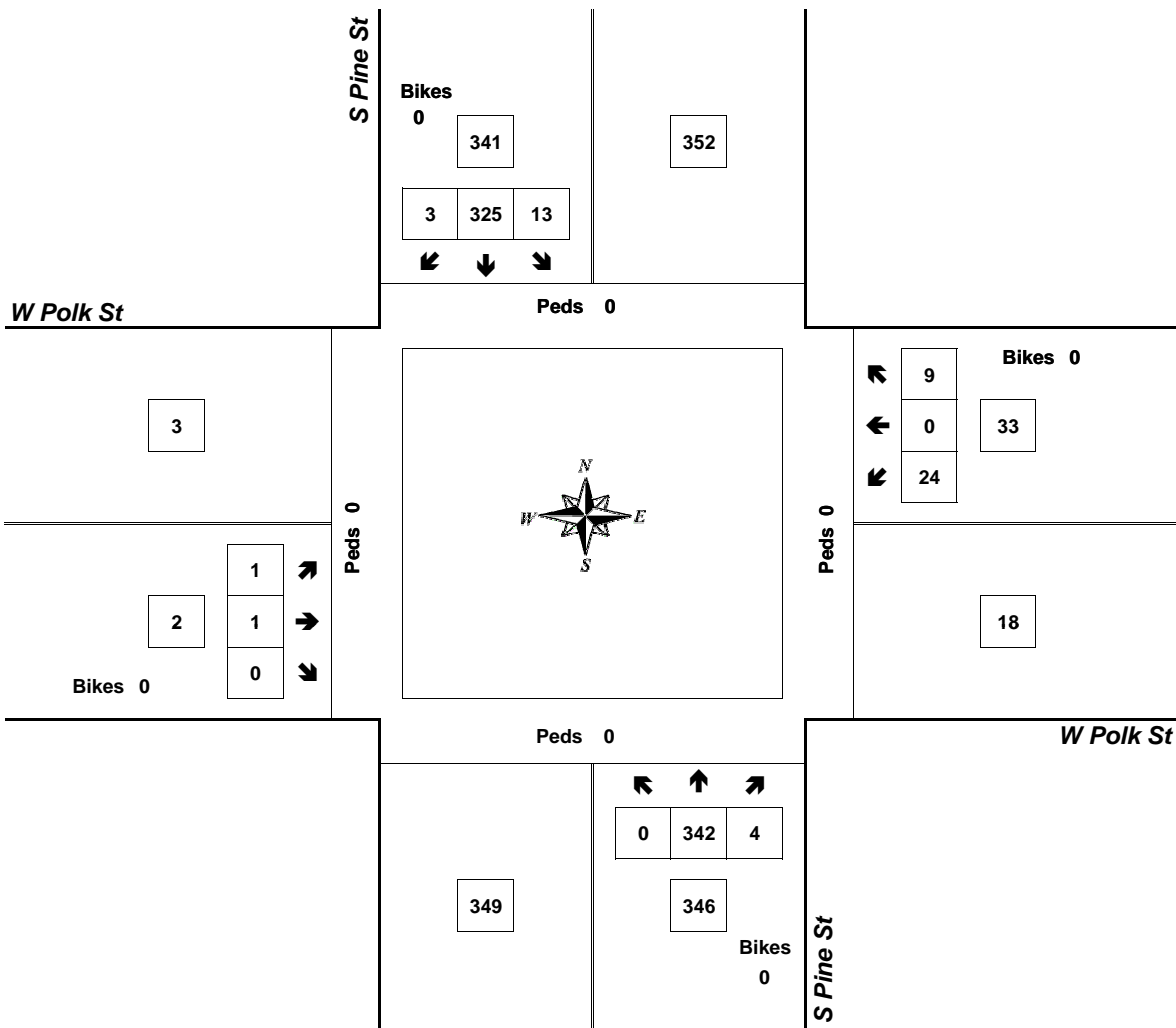 S Pine St
Bikes
0
341
352
3 325 13
Peds 0
W Polk St
9
Bikes 0
3
0
33
24
N
W E
S
Peds 0
Peds 0
1
2
1
18
0
Bikes 0
Peds 0
W Polk St
0 342 4
349
346
Bikes
0
S Pine St